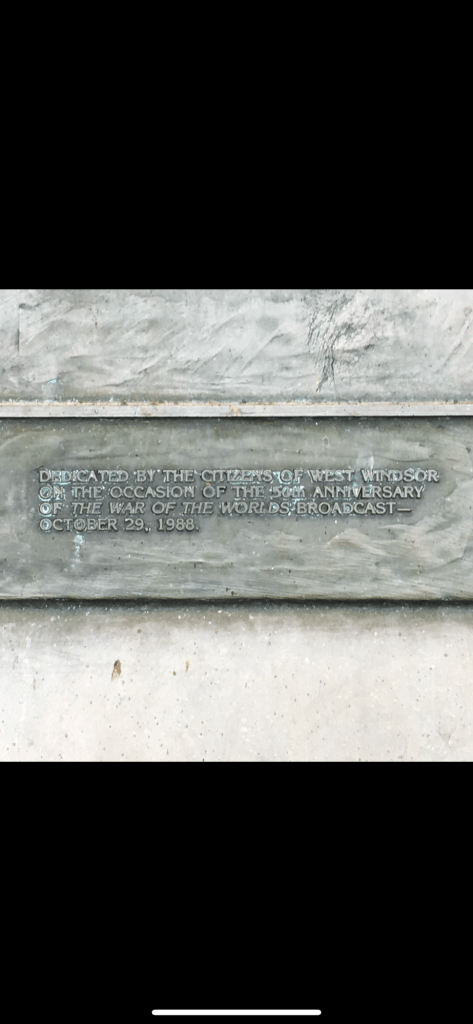 DEDICATED BY THE CITIZENS OF WEST WINDSOR
ON THE OCCASION OF THE 50TH ANNIVERSARY
OF THE WAR OF THE WORLDS BROADCAST—
OCTOBER 29, 1988.